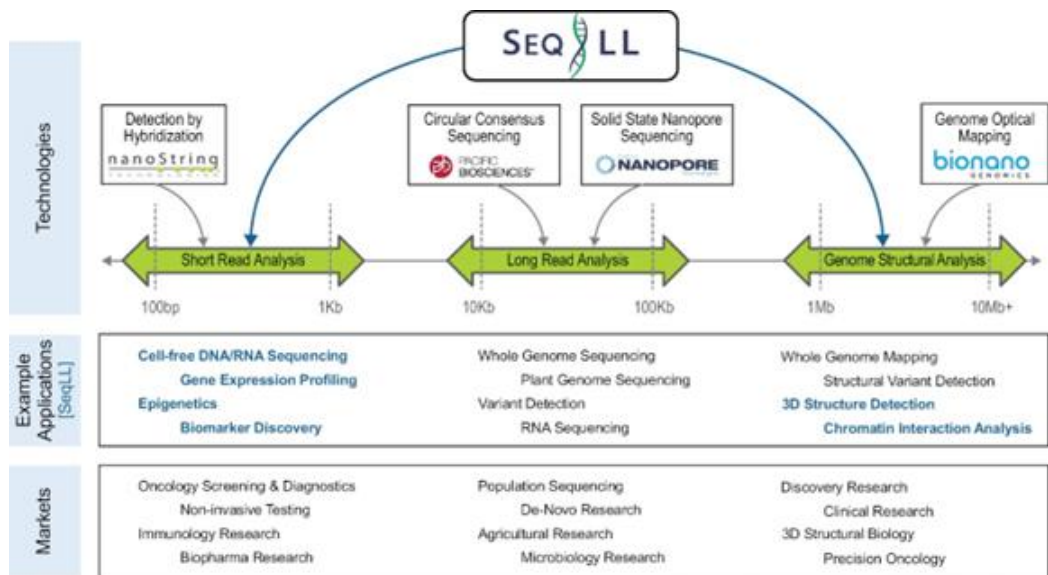 SEQ LL
Technologies
Detection by
Hybridization
nanoString
Circular Consensus
Sequencing
PACIFIC
BIOSCIENCES™
Solid State Nanopore
Sequencing
NANOPORE
Genome Optical
Mapping
bionano
GENOMICS
Short Read Analysis
Long Read Analysis
Genome Structural Analysis
100bp
1Kb
10Kb
100Kb
1Mb
10Mb+
Example
Applications
[SeqLL]
Cell-free DNA/RNA Sequencing
Gene Expression Profiling
Epigenetics
Biomarker Discovery
Whole Genome Sequencing
Plant Genome Sequencing
Variant Detection
RNA Sequencing
Whole Genome Mapping
Structural Variant Detection
3D Structure Detection
Chromatin Interaction Analysis
Markets
Oncology Screening & Diagnostics
Non-invasive Testing
Immunology Research
Biopharma Research
Population Sequencing
De-Novo Research
Agricultural Research
Microbiology Research
Discovery Research
Clinical Research
3D Structural Biology
Precision Oncology